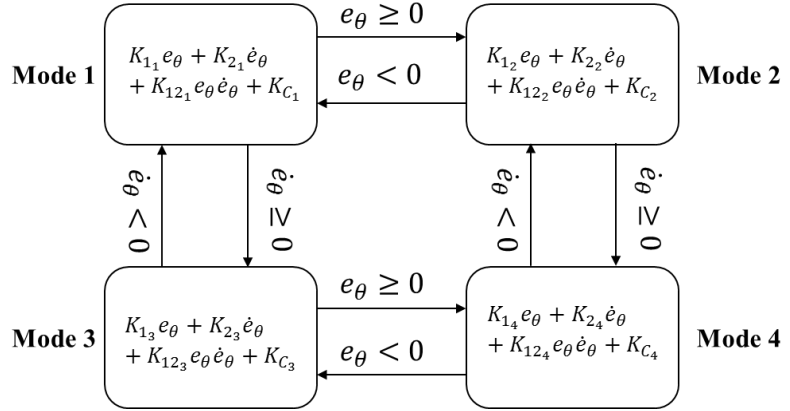 e_θ ≥ 0
Mode 1
K_{1_1}e_θ + K_{2_1}ė_θ
+ K_{12_1}e_θė_θ + K_{C_1}
K_{1_2}e_θ + K_{2_2}ė_θ
+ K_{12_2}e_θė_θ + K_{C_2}
Mode 2
e_θ < 0
ė_θ < 0
ė_θ ≥ 0
ė_θ < 0
ė_θ ≥ 0
e_θ ≥ 0
Mode 3
K_{1_3}e_θ + K_{2_3}ė_θ
+ K_{12_3}e_θė_θ + K_{C_3}
K_{1_4}e_θ + K_{2_4}ė_θ
+ K_{12_4}e_θė_θ + K_{C_4}
Mode 4
e_θ < 0